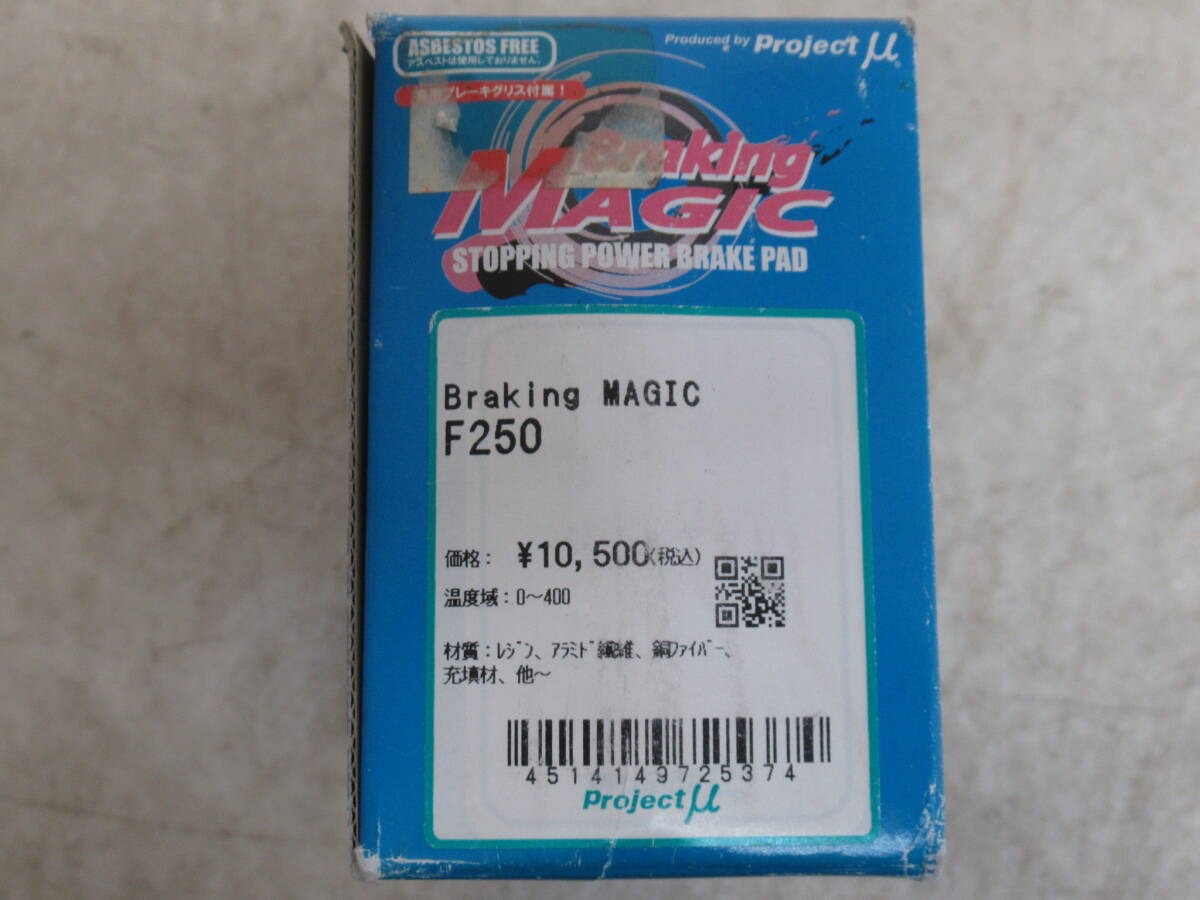 ASBESTOS FREE
アスベストは使用しておりません。
Produced by Project μ
専用ブレーキグリス付属！
Braking
MAGIC
STOPPING POWER BRAKE PAD
Braking MAGIC
F250
価格： ¥10,500(税込)
温度域：0～400
材質：ﾚｼﾞﾝ、ｱﾗﾐﾄﾞ繊維、銅ﾌｧｲﾊﾞｰ、
充填材、他～
4514149725374
Project μ